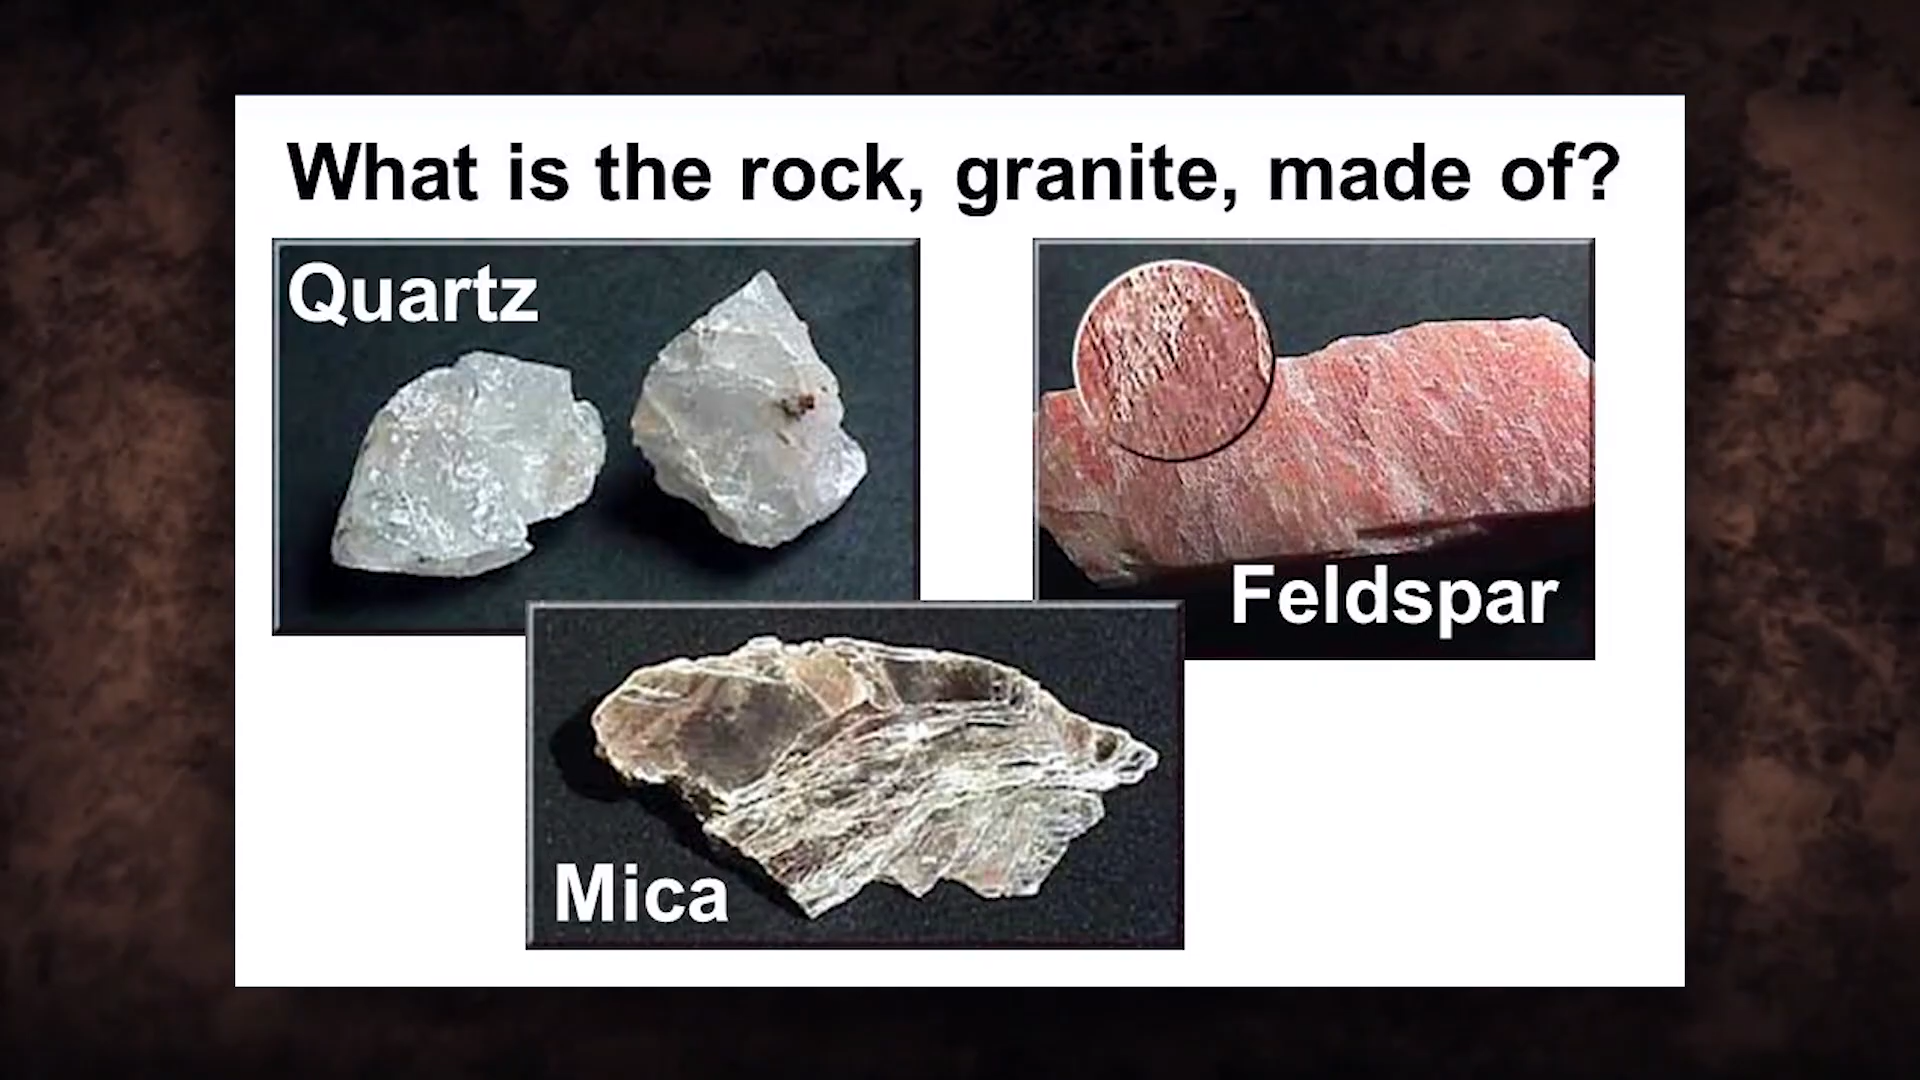 What is the rock, granite, made of?
Quartz
Feldspar
Mica